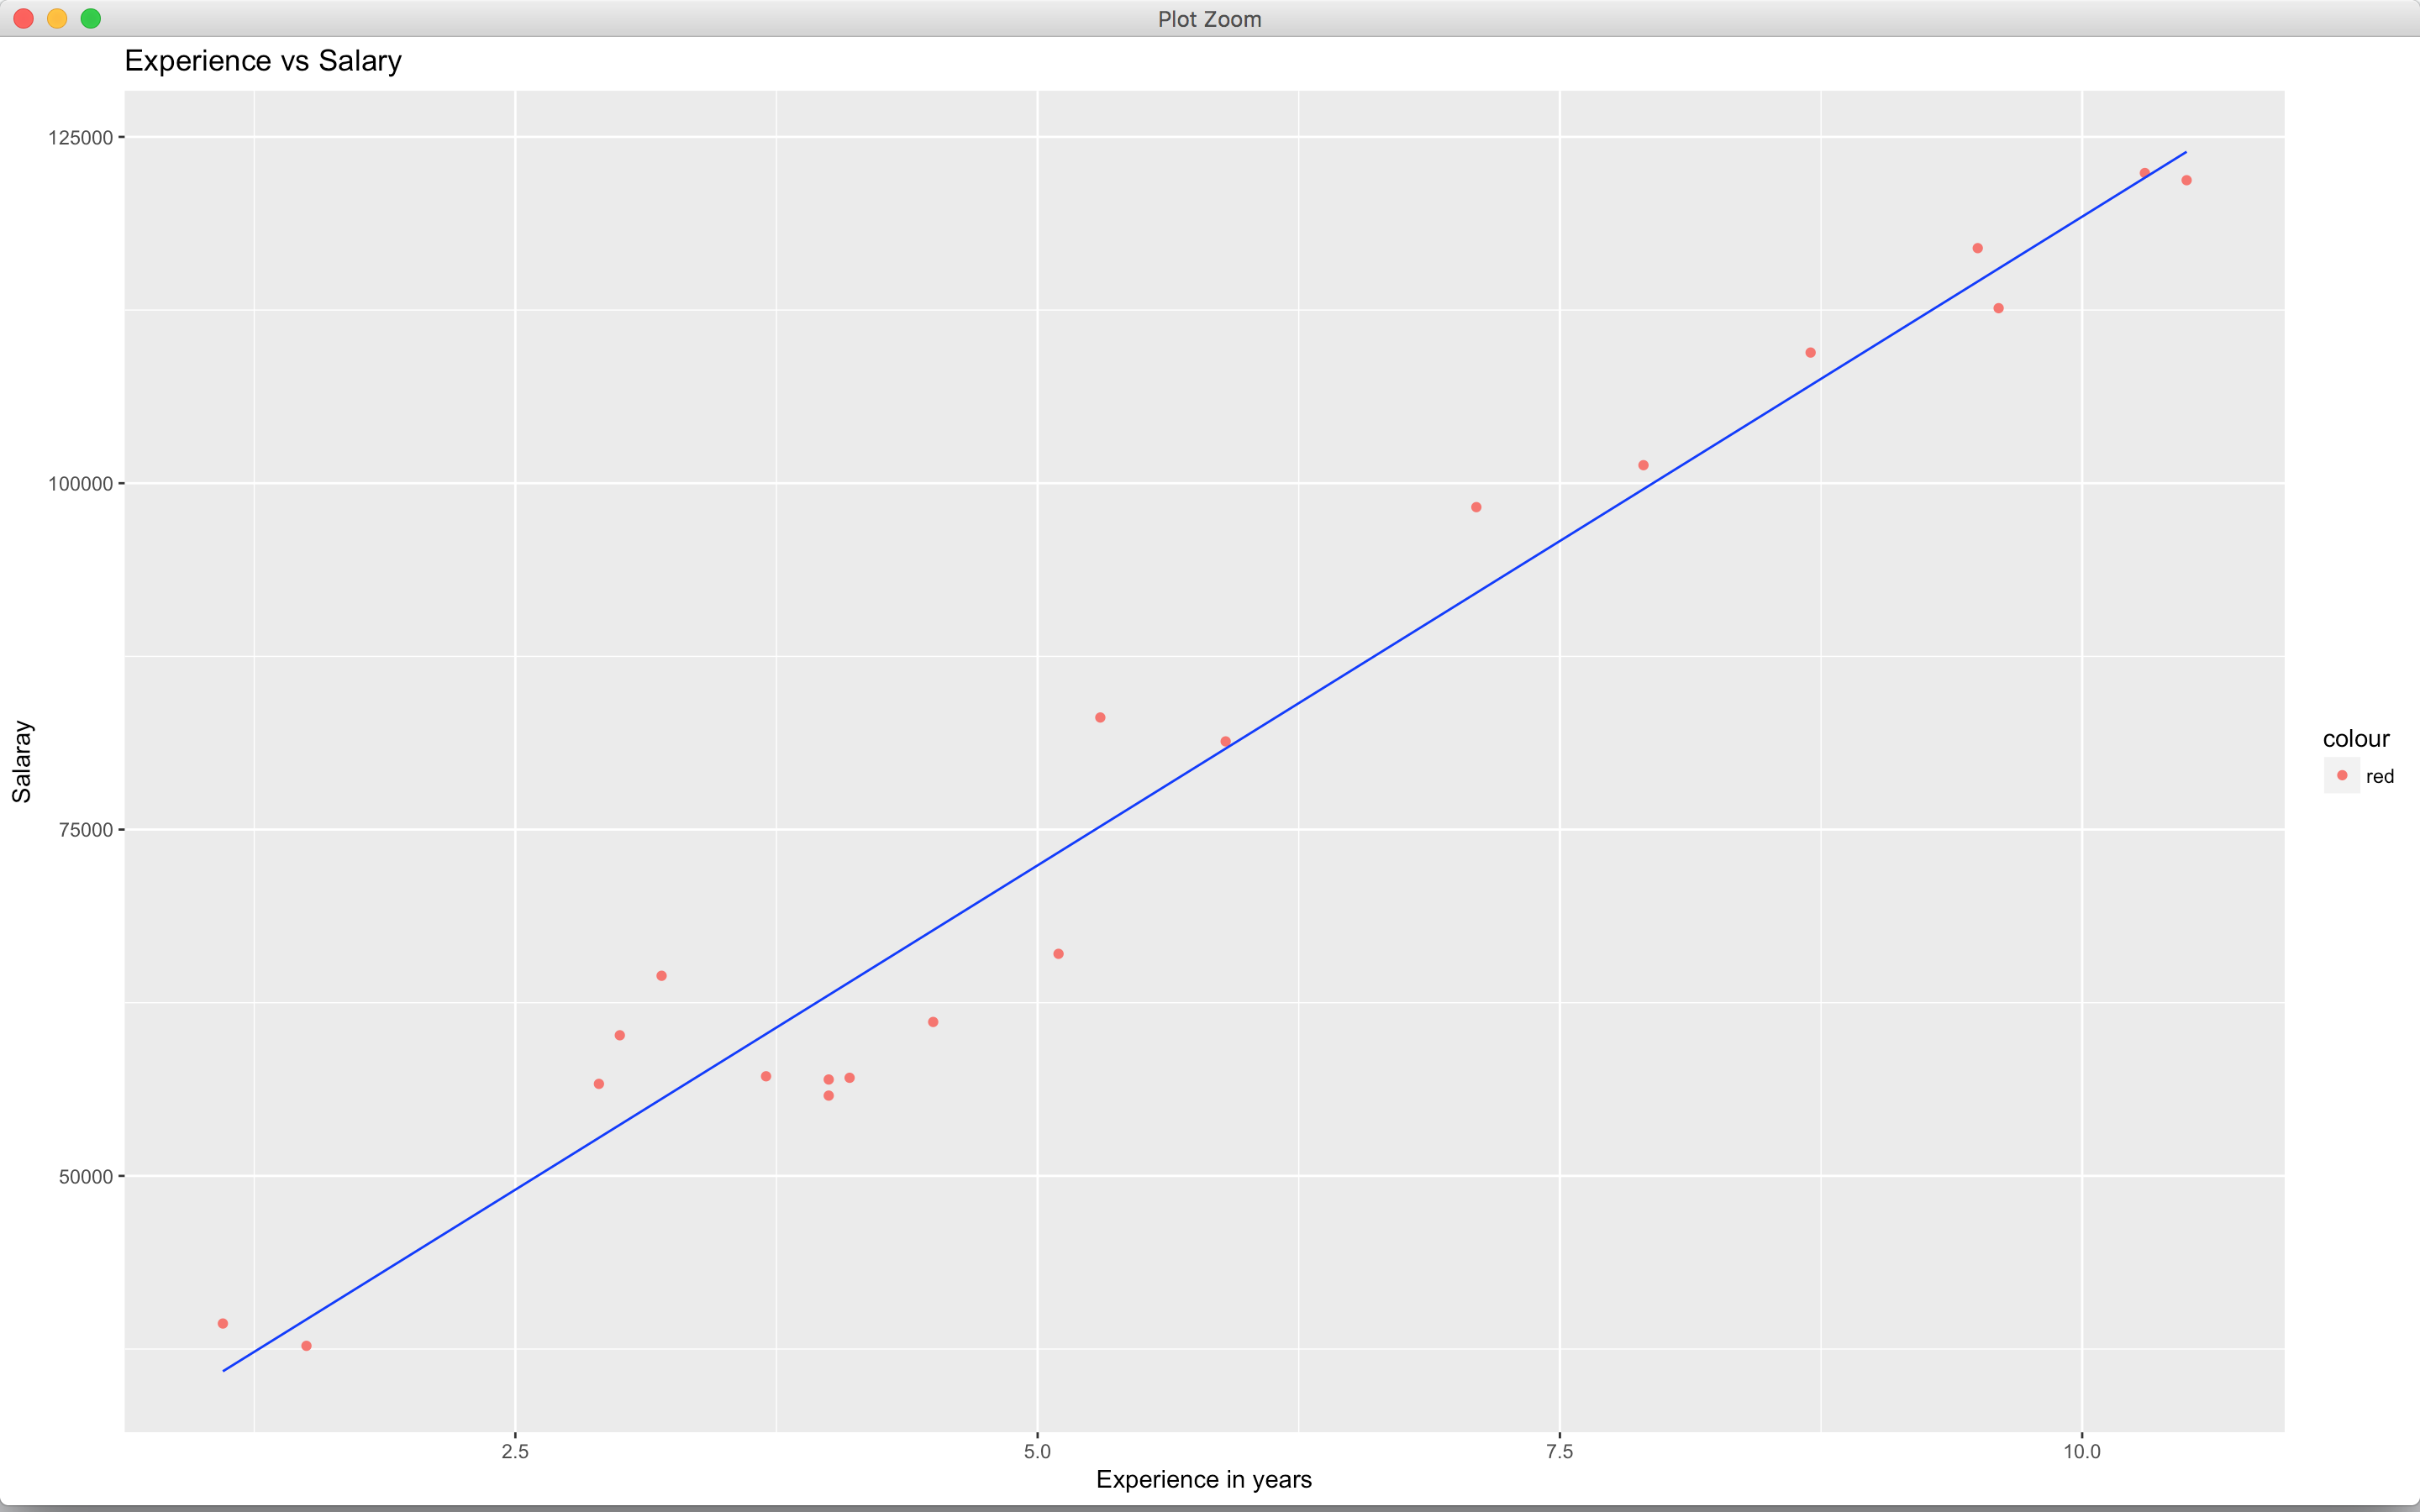 Plot Zoom
Experience vs Salary
125000
100000
75000
50000
Salaray
2.5
5.0
7.5
10.0
Experience in years
colour
red